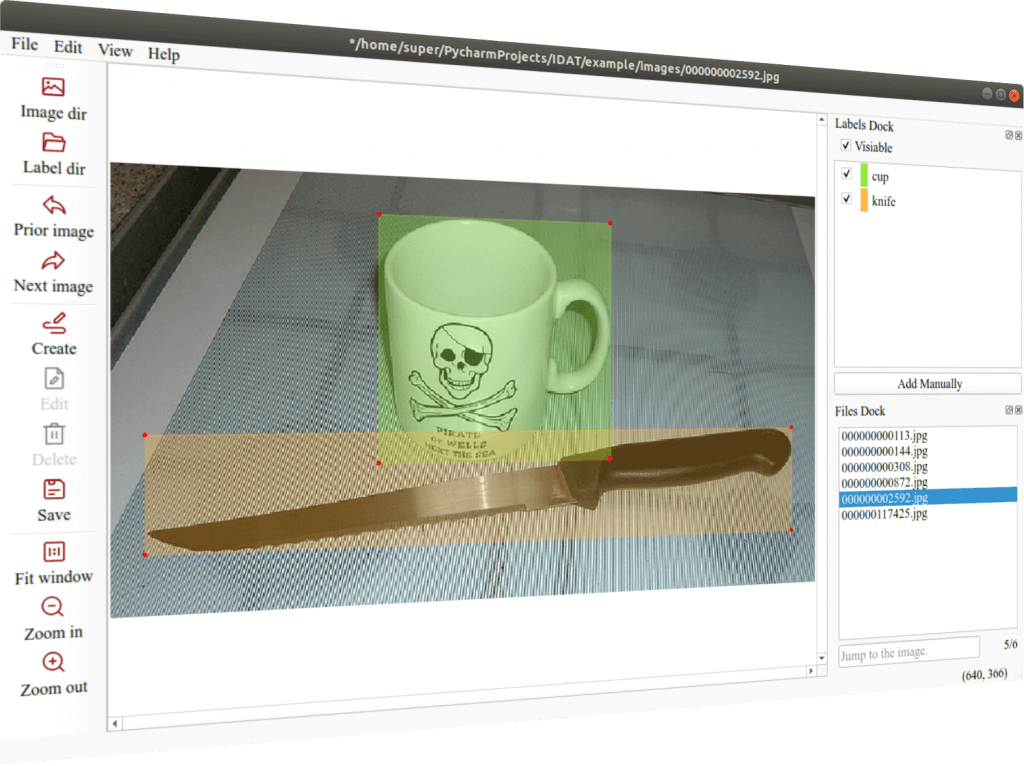 */home/super/PycharmProjects/IDAT/example/images/000000002592.jpg
File Edit View Help
Image dir
Label dir
Prior image
Next image
Create
Edit
Delete
Save
Fit window
Zoom in
Zoom out
PIRATE
OF WELLS
NEXT THE SEA
Labels Dock
Visiable
cup
knife
Add Manually
Files Dock
000000000113.jpg
000000000144.jpg
000000000308.jpg
000000000872.jpg
000000002592.jpg
000000117425.jpg
Jump to the image.
5/6
(640, 366)